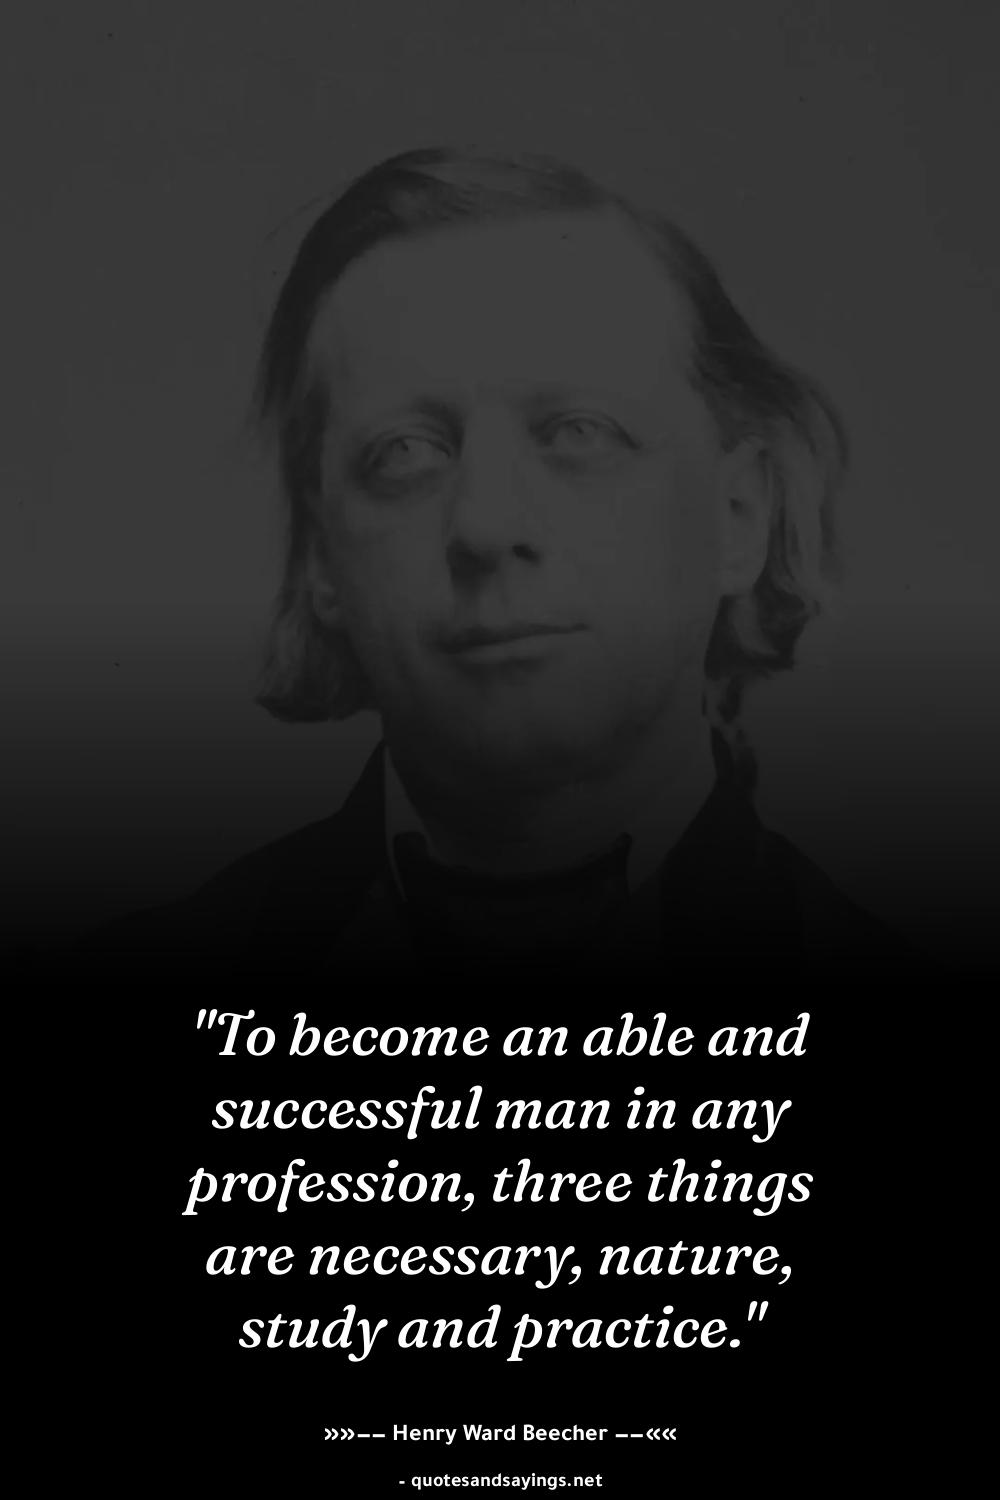 "To become an able and
successful man in any
profession, three things
are necessary, nature,
study and practice."
»»−− Henry Ward Beecher −−««
- quotesandsayings.net